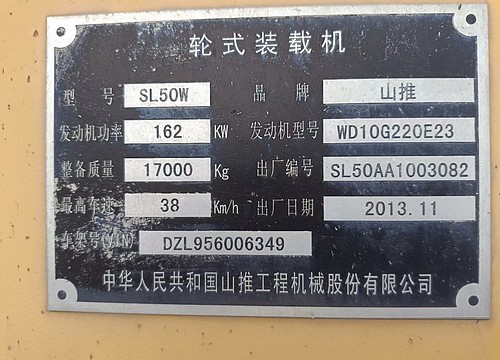 轮式装载机
型 号 SL50W 品 牌 山推
发动机功率 162 KW 发动机型号 WD10G220E23
整备质量 17000 Kg 出厂编号 SL50AA1003082
最高车速 38 Km/h 出厂日期 2013.11
车架号(VIN) DZL956006349
中华人民共和国山推工程机械股份有限公司